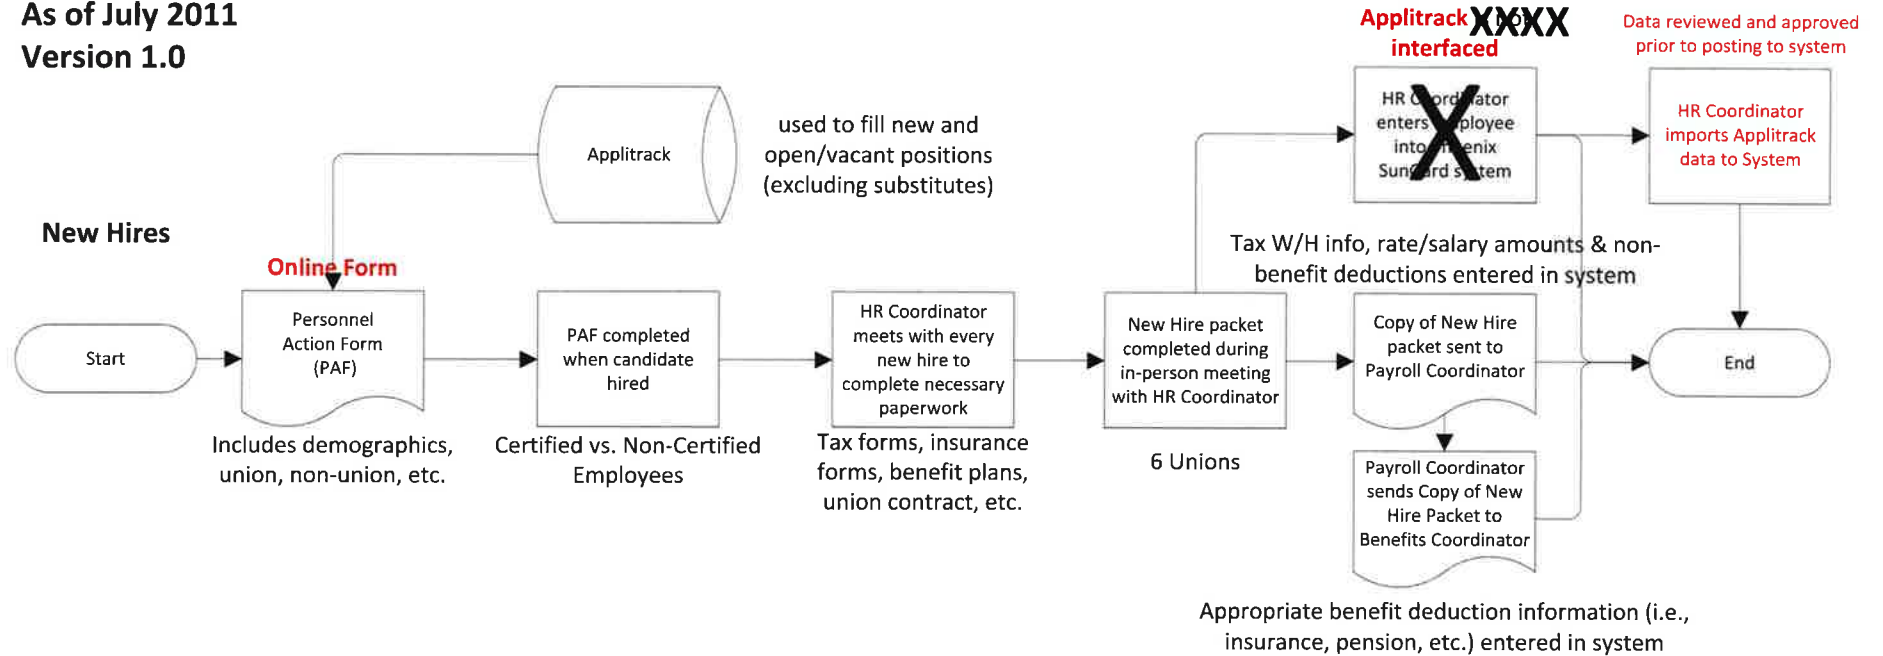 As of July 2011
Version 1.0
Applitrack XXXX
interfaced
Data reviewed and approved
prior to posting to system
Applitrack
used to fill new and
open/vacant positions
(excluding substitutes)
HR
enters
into
X
HR Coordinator
imports Applitrack
data to System
New Hires
Online Form
Tax W/H info, rate/salary amounts & non-
benefit deductions entered in system
Start
Personnel
Action Form
(PAF)
PAF completed
when candidate
hired
HR Coordinator
meets with every
new hire to
complete necessary
paperwork
New Hire packet
completed during
in-person meeting
with HR Coordinator
Copy of New Hire
packet sent to
Payroll Coordinator
End
Includes demographics,
union, non-union, etc.
Certified vs. Non-Certified
Employees
Tax forms, insurance
forms, benefit plans,
union contract, etc.
6 Unions
Payroll Coordinator
sends Copy of New
Hire Packet to
Benefits Coordinator
Appropriate benefit deduction information (i.e.,
insurance, pension, etc.) entered in system